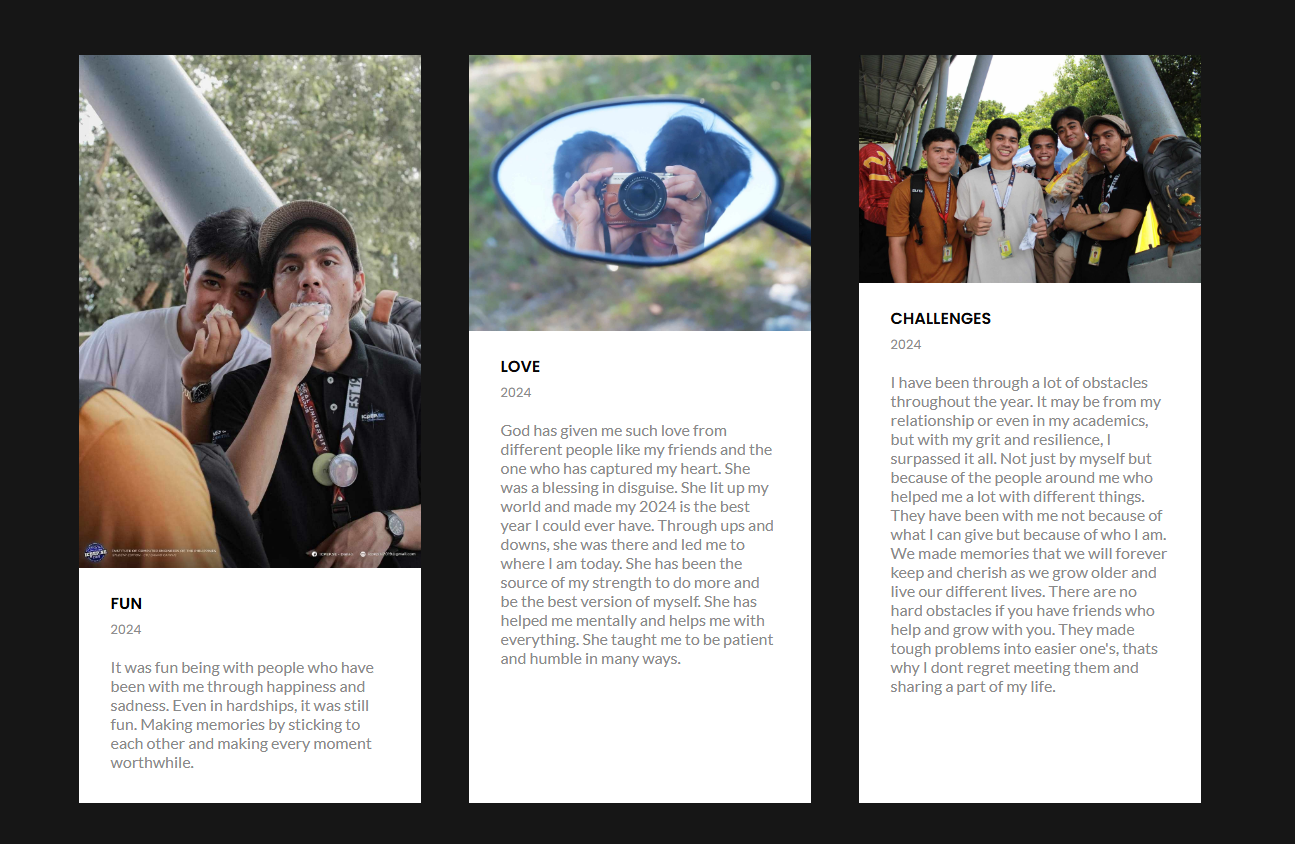 FUN
2024
It was fun being with people who have
been with me through happiness and
sadness. Even in hardships, it was still
fun. Making memories by sticking to
each other and making every moment
worthwhile.
LOVE
2024
God has given me such love from
different people like my friends and the
one who has captured my heart. She
was a blessing in disguise. She lit up my
world and made my 2024 is the best
year I could ever have. Through ups and
downs, she was there and led me to
where I am today. She has been the
source of my strength to do more and
be the best version of myself. She has
helped me mentally and helps me with
everything. She taught me to be patient
and humble in many ways.
CHALLENGES
2024
I have been through a lot of obstacles
throughout the year. It may be from my
relationship or even in my academics,
but with my grit and resilience, I
surpassed it all. Not just by myself but
because of the people around me who
helped me a lot with different things.
They have been with me not because of
what I can give but because of who I am.
We made memories that we will forever
keep and cherish as we grow older and
live our different lives. There are no
hard obstacles if you have friends who
help and grow with you. They made
tough problems into easier one's, thats
why I dont regret meeting them and
sharing a part of my life.